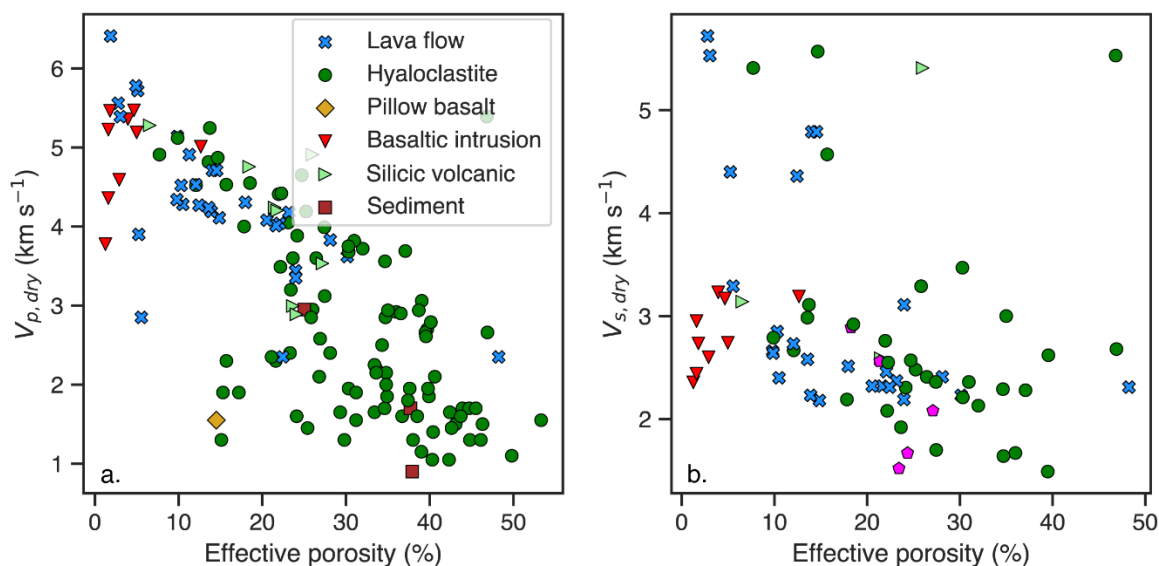 Lava flow
Hyaloclastite
Pillow basalt
Basaltic intrusion
Silicic volcanic
Sediment
6
5
4
3
2
1
V_{p, dry} (km s⁻¹)
a.
0 10 20 30 40 50
Effective porosity (%)
5
4
3
2
V_{s, dry} (km s⁻¹)
b.
0 10 20 30 40 50
Effective porosity (%)